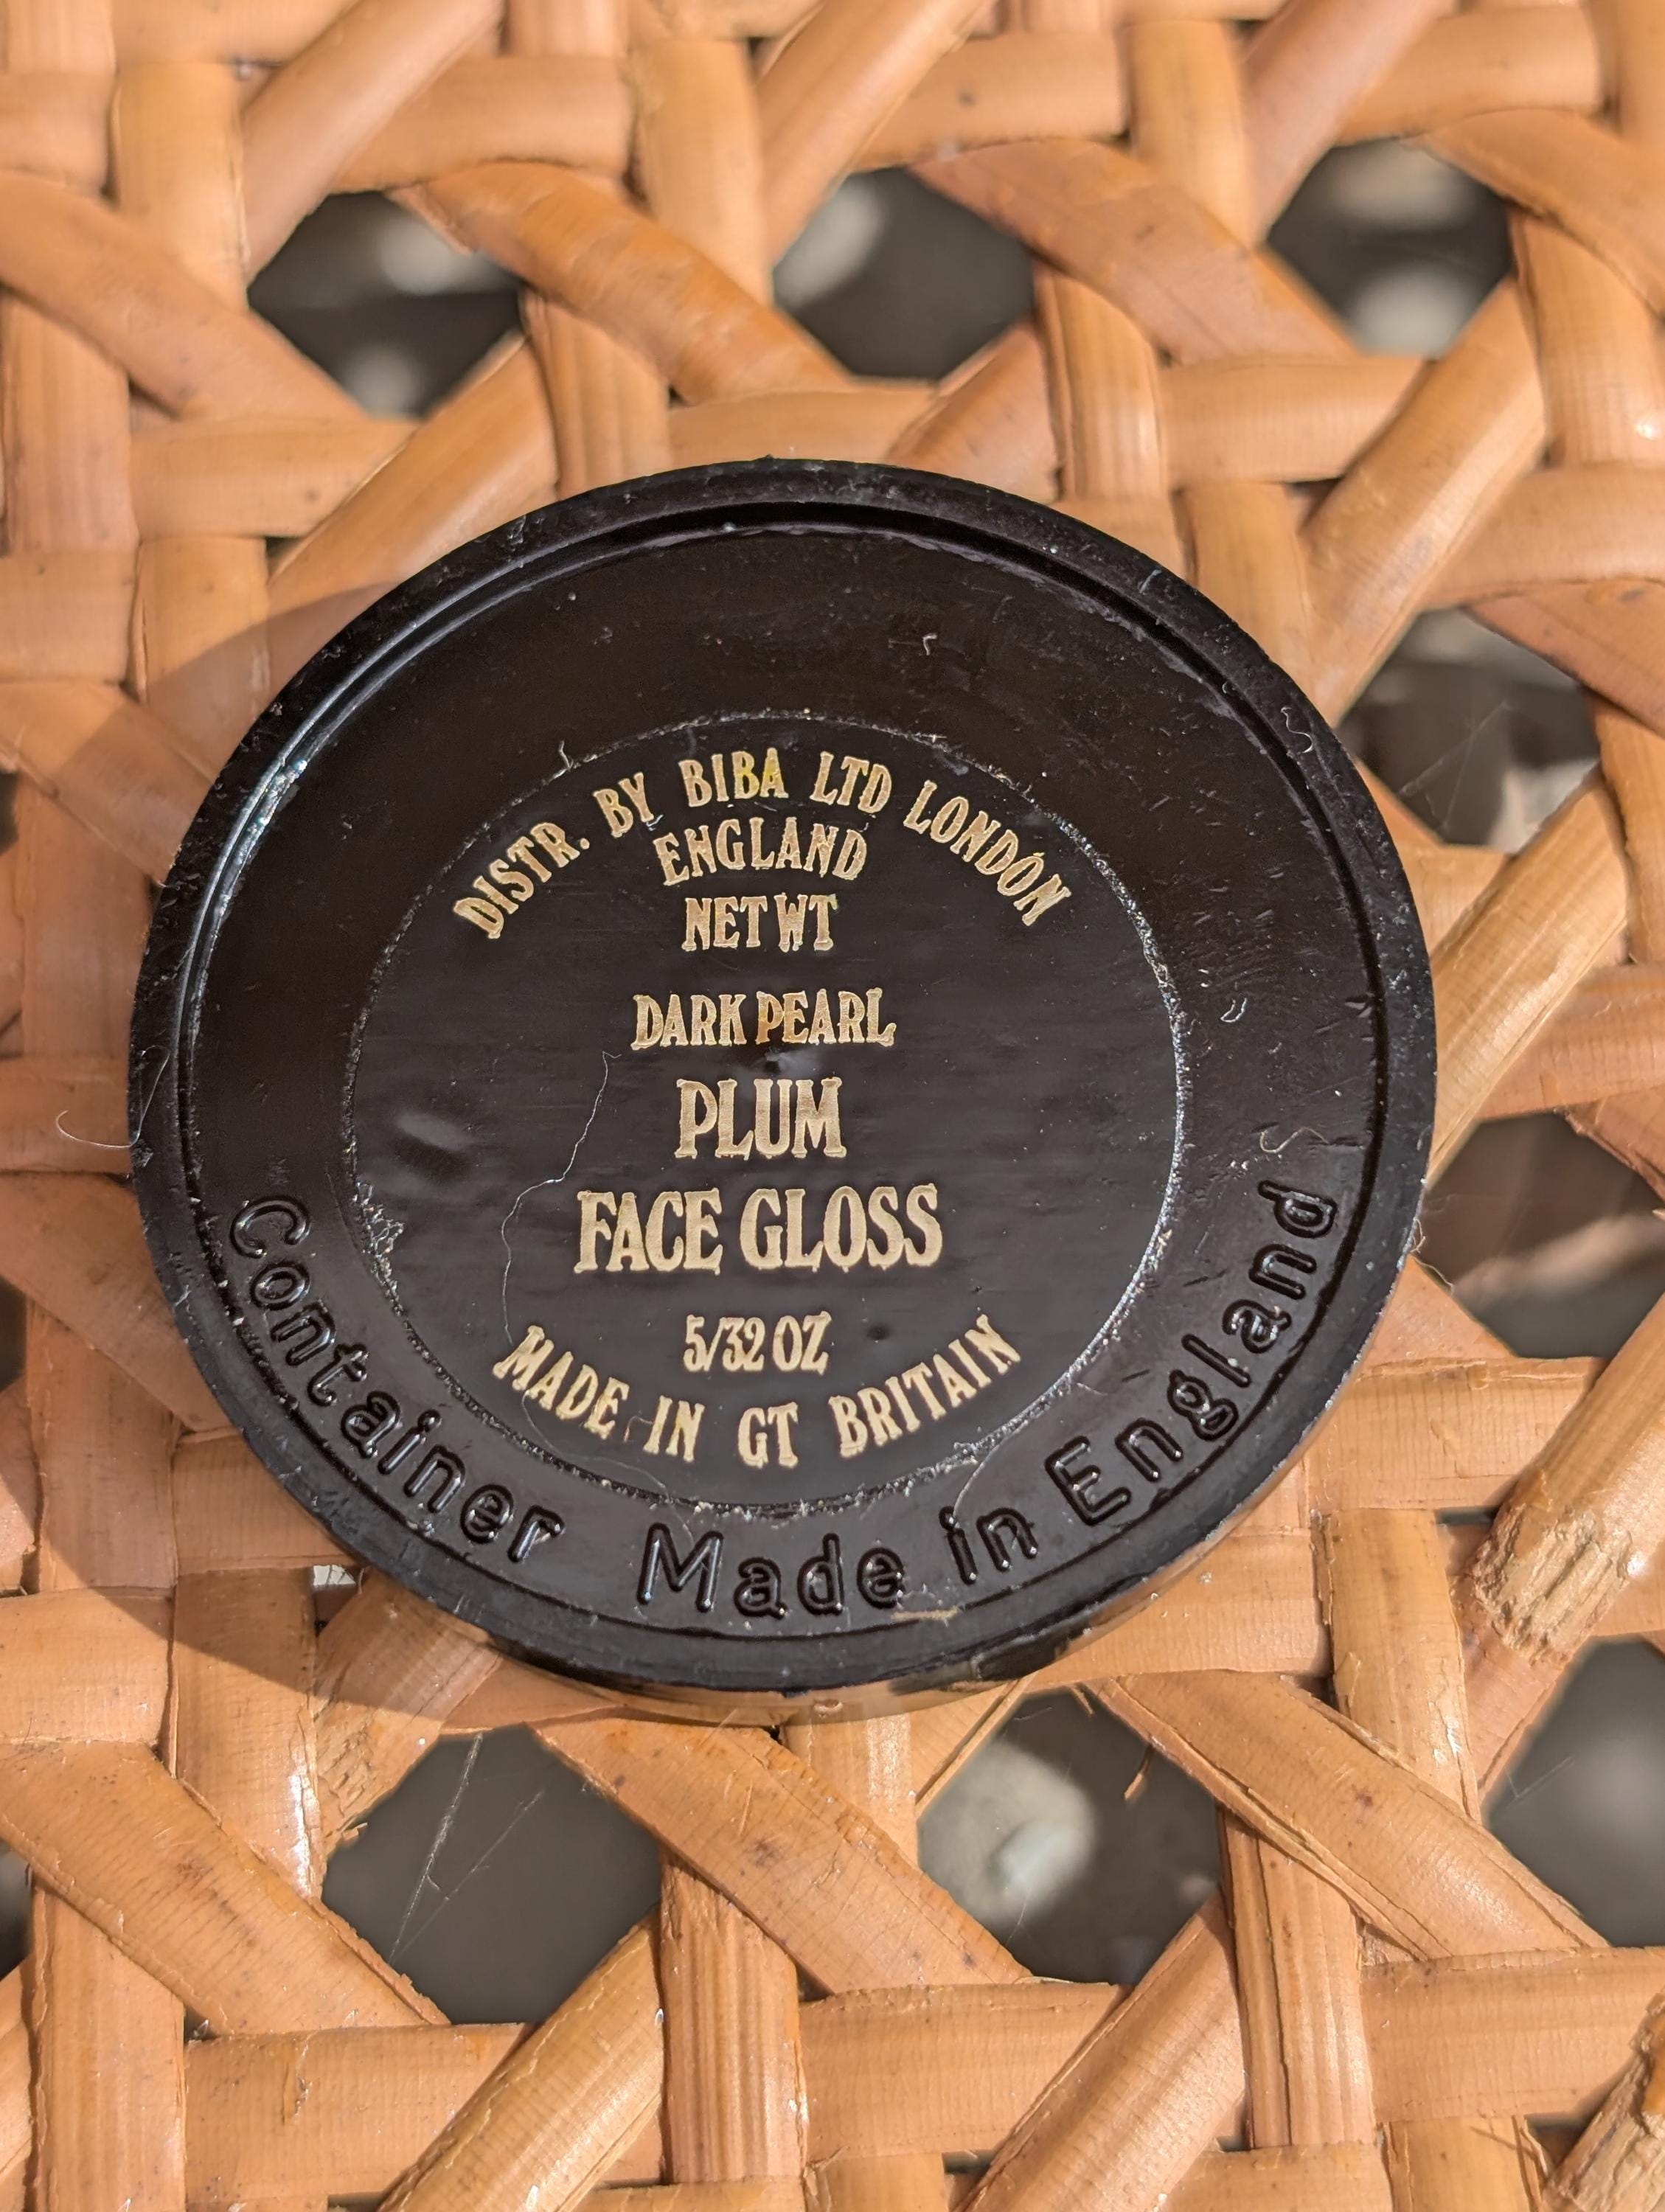 DISTR. BY BIBA LTD LONDON
ENGLAND
NET WT
DARK PEARL
PLUM
FACE GLOSS
5/32 OZ
MADE IN GT BRITAIN
Container Made in England